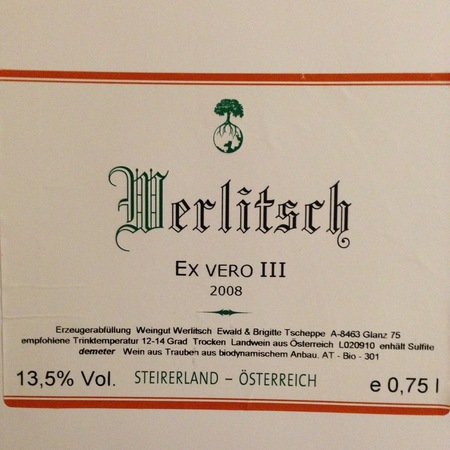 Werlitsch
EX VERO III
2008
Erzeugerabfüllung Weingut Werlitsch Ewald & Brigitte Tscheppe A-8463 Glanz 75
empfohlene Trinktemperatur 12-14 Grad Trocken Landwein aus Österreich L020910 enhält Sulfite
demeter Wein aus Trauben aus biodynamischem Anbau. AT - Bio - 301
13,5% Vol. STEIRERLAND – ÖSTERREICH e 0,75 l